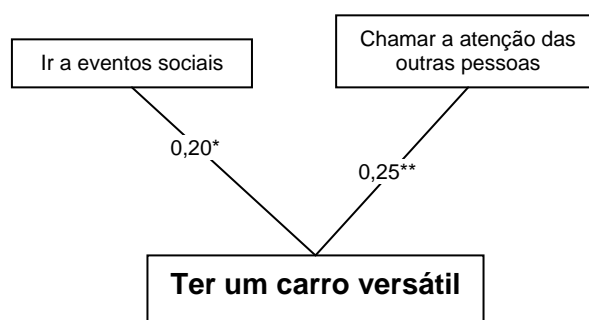 Ir a eventos sociais
Chamar a atenção das
outras pessoas
0,20*
0,25**
Ter um carro versátil